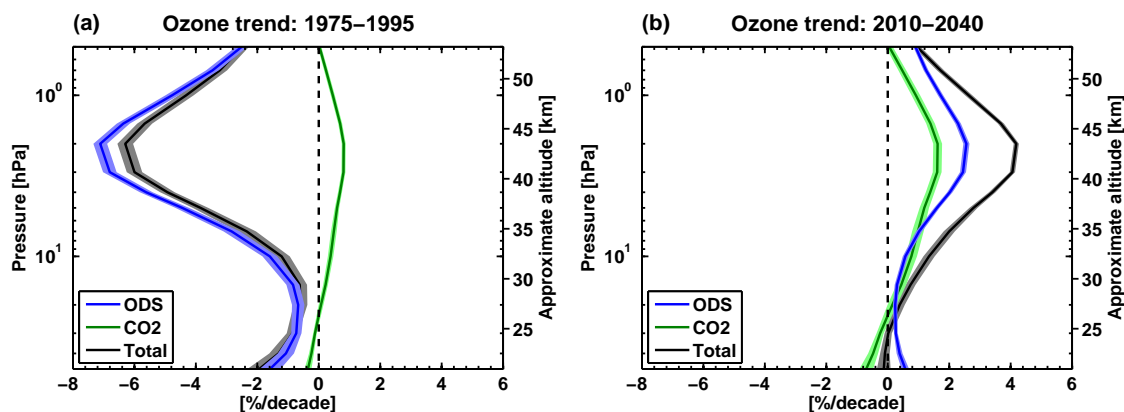 (a) Ozone trend: 1975−1995
Pressure [hPa]
10^0
10^1
50
45
40
35
30
25
Approximate altitude [km]
ODS
CO2
Total
−8 −6 −4 −2 0 2 4 6
[%/decade]
(b) Ozone trend: 2010−2040
Pressure [hPa]
10^0
10^1
50
45
40
35
30
25
Approximate altitude [km]
ODS
CO2
Total
−8 −6 −4 −2 0 2 4 6
[%/decade]